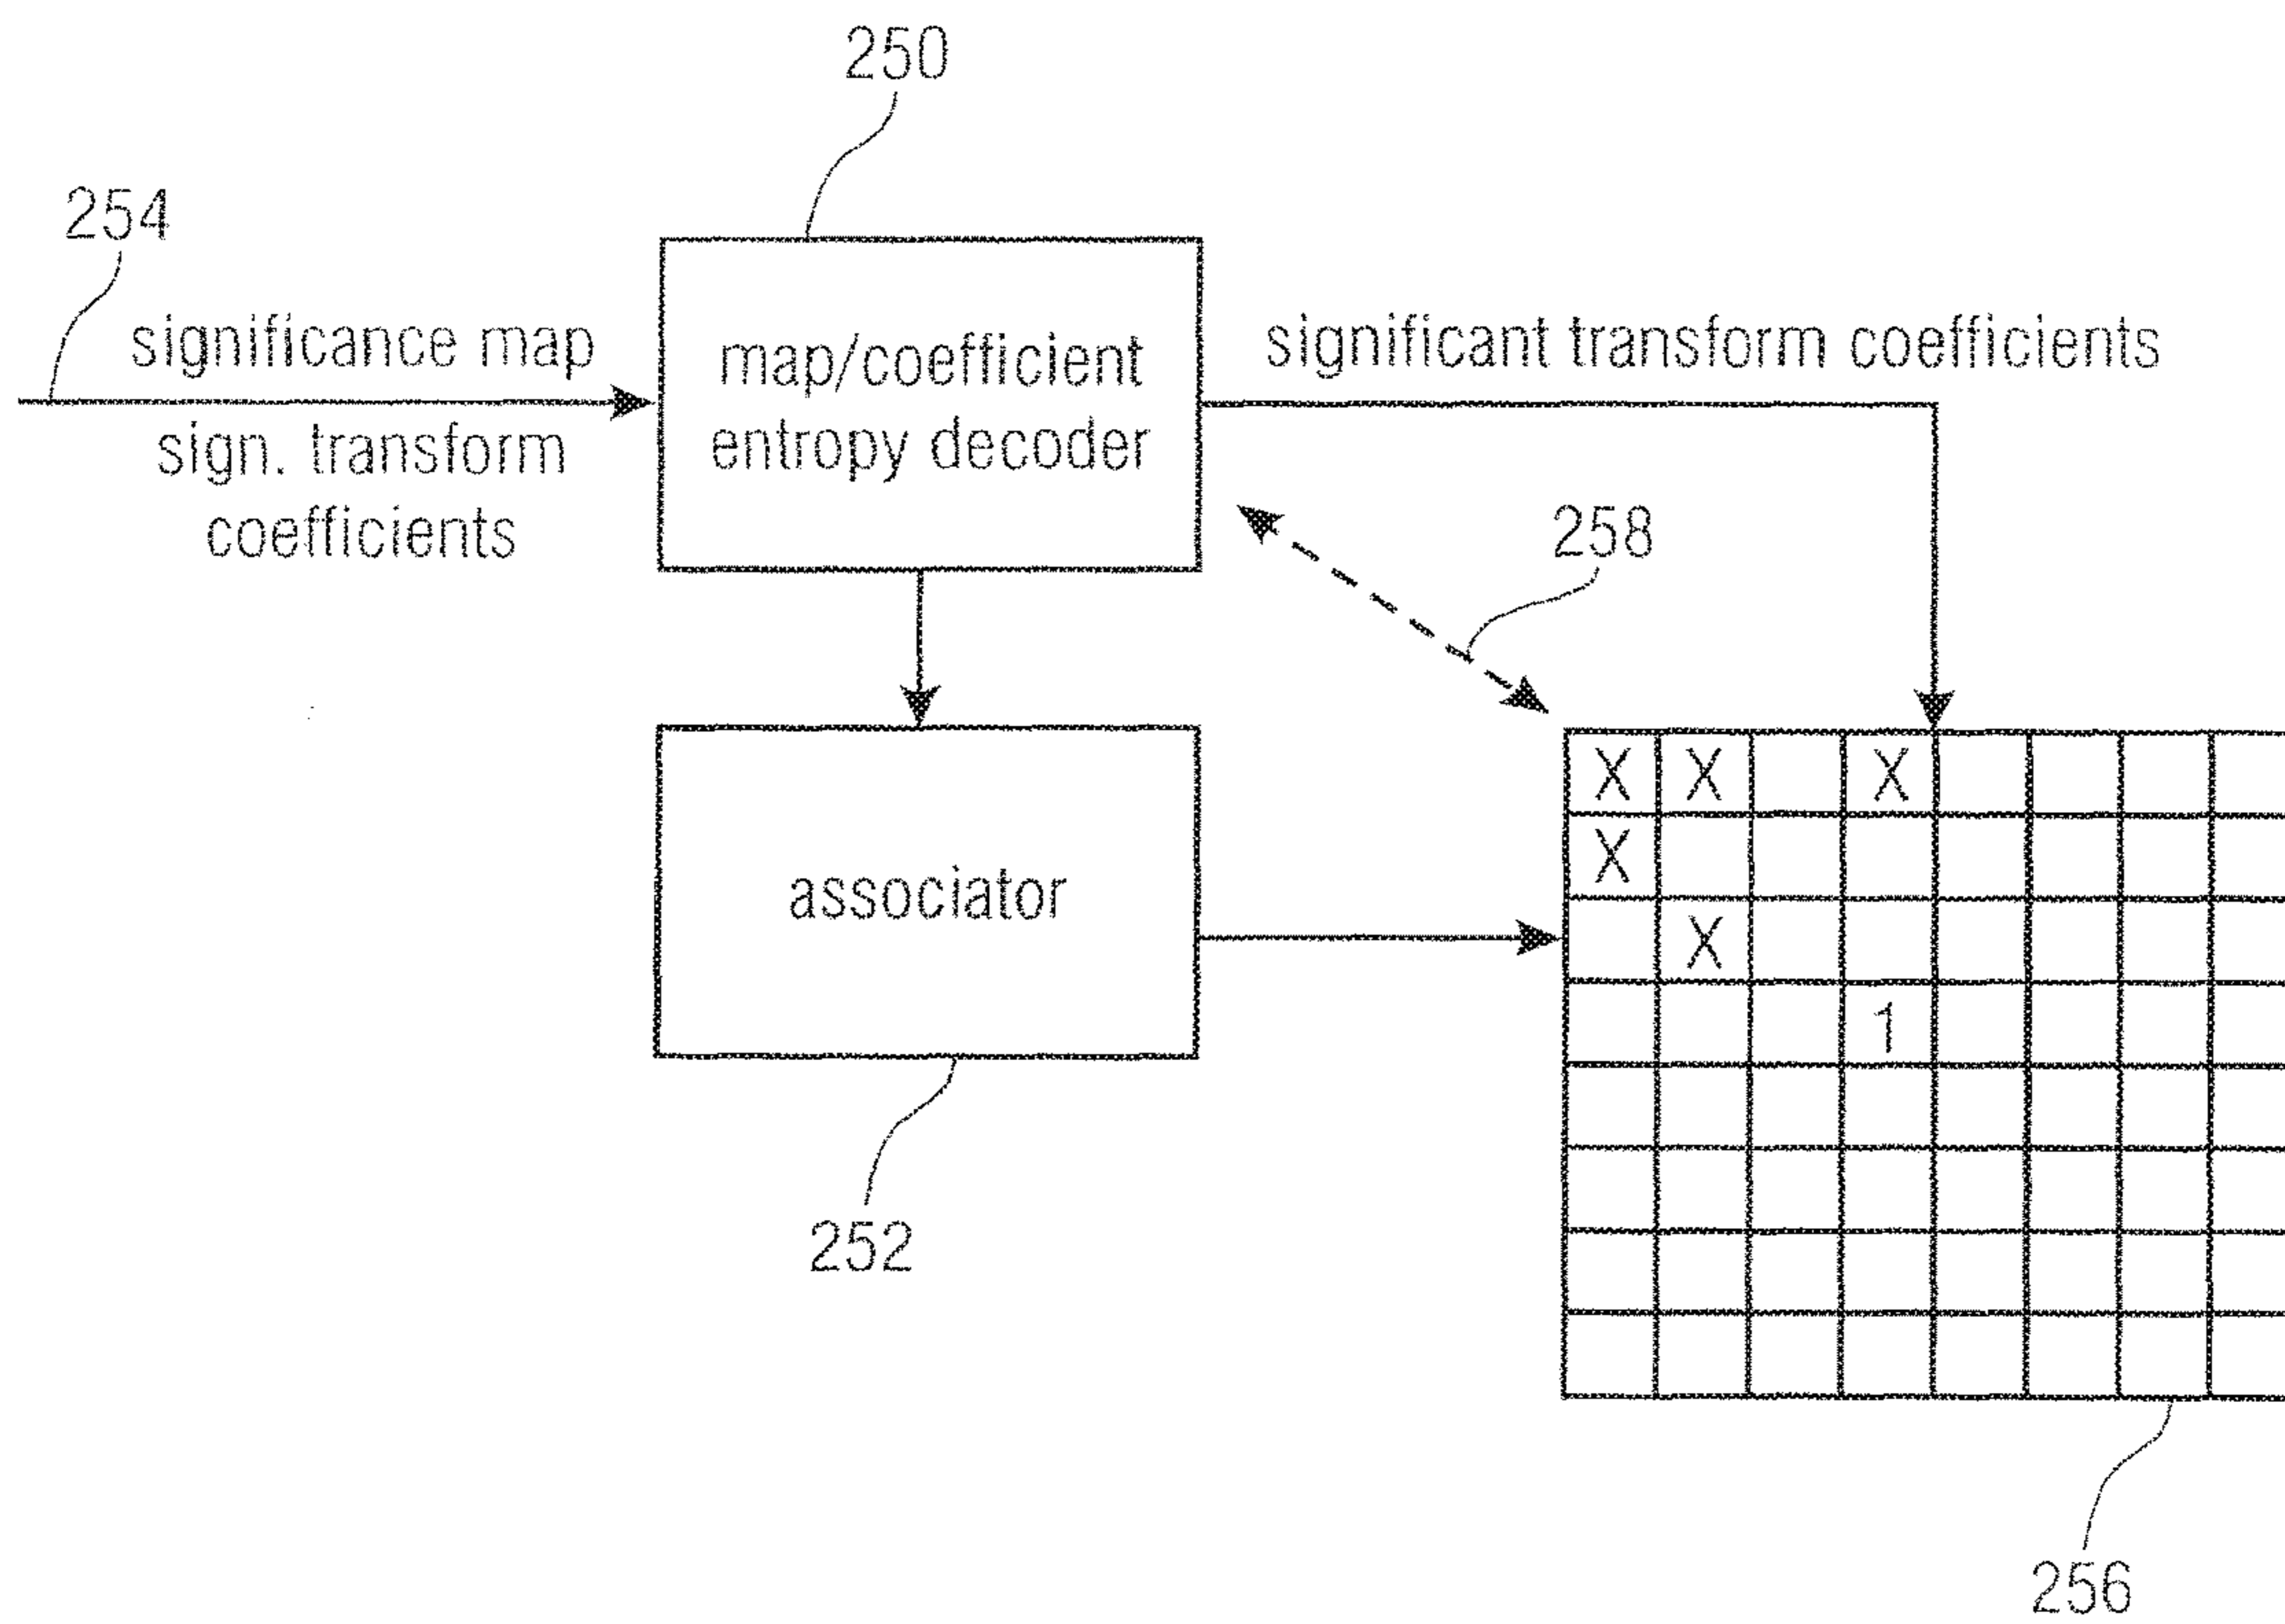 250
254
significance map
sign. transform
coefficients
map/coefficient
entropy decoder
significant transform coefficients
258
associator
X X X
X
X
1
252
256